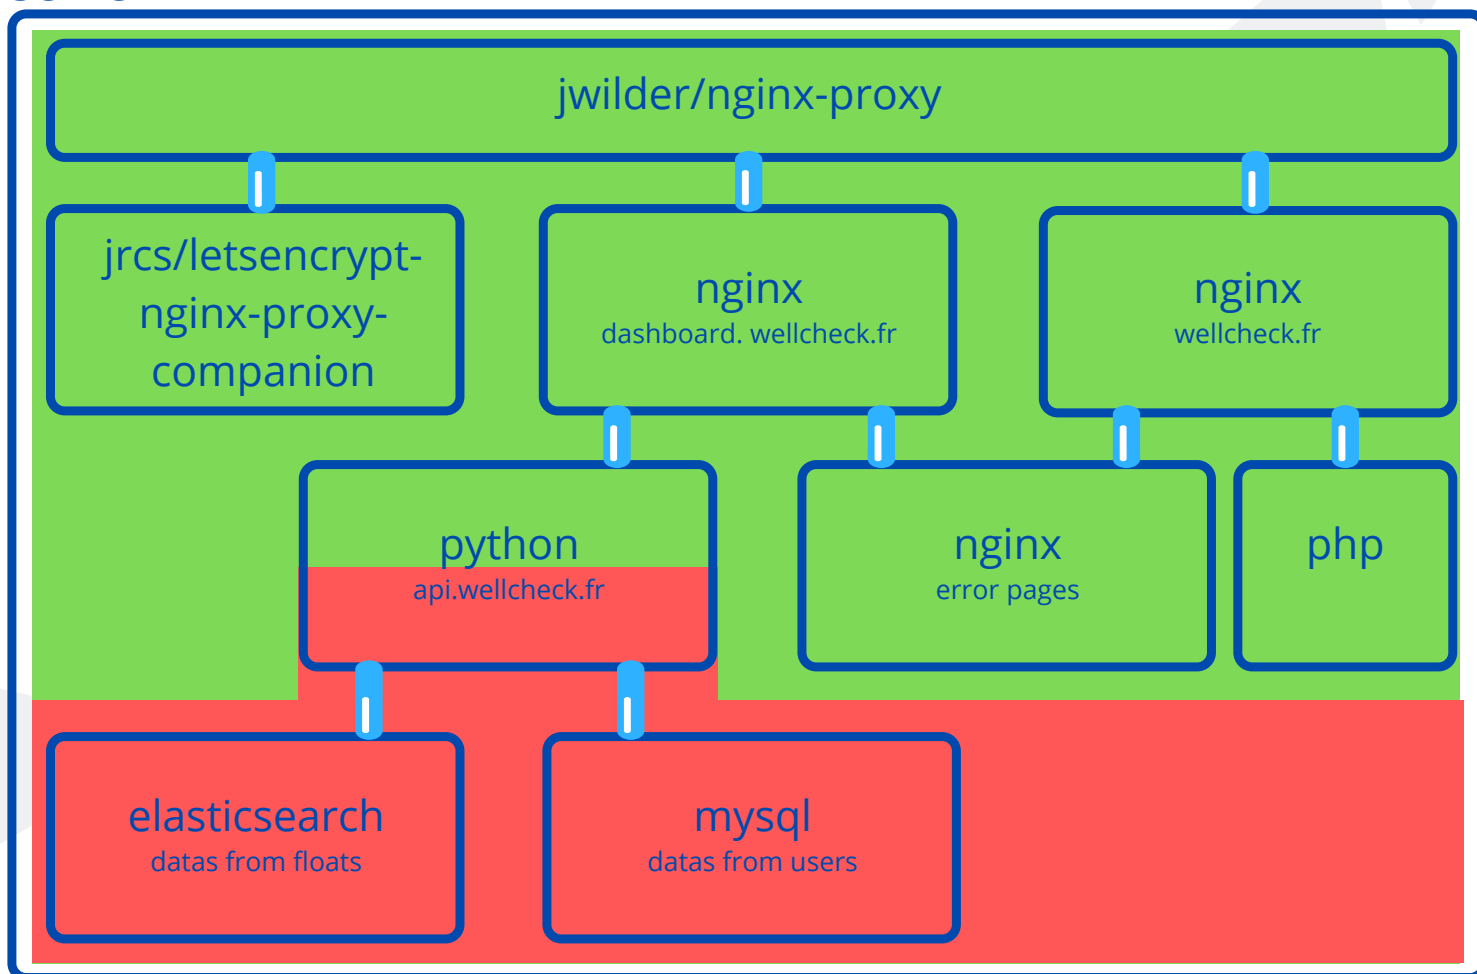 jwilder/nginx-proxy
jrcs/letsencrypt-
nginx-proxy-
companion
nginx
dashboard. wellcheck.fr
nginx
wellcheck.fr
python
api.wellcheck.fr
nginx
error pages
php
elasticsearch
datas from floats
mysql
datas from users